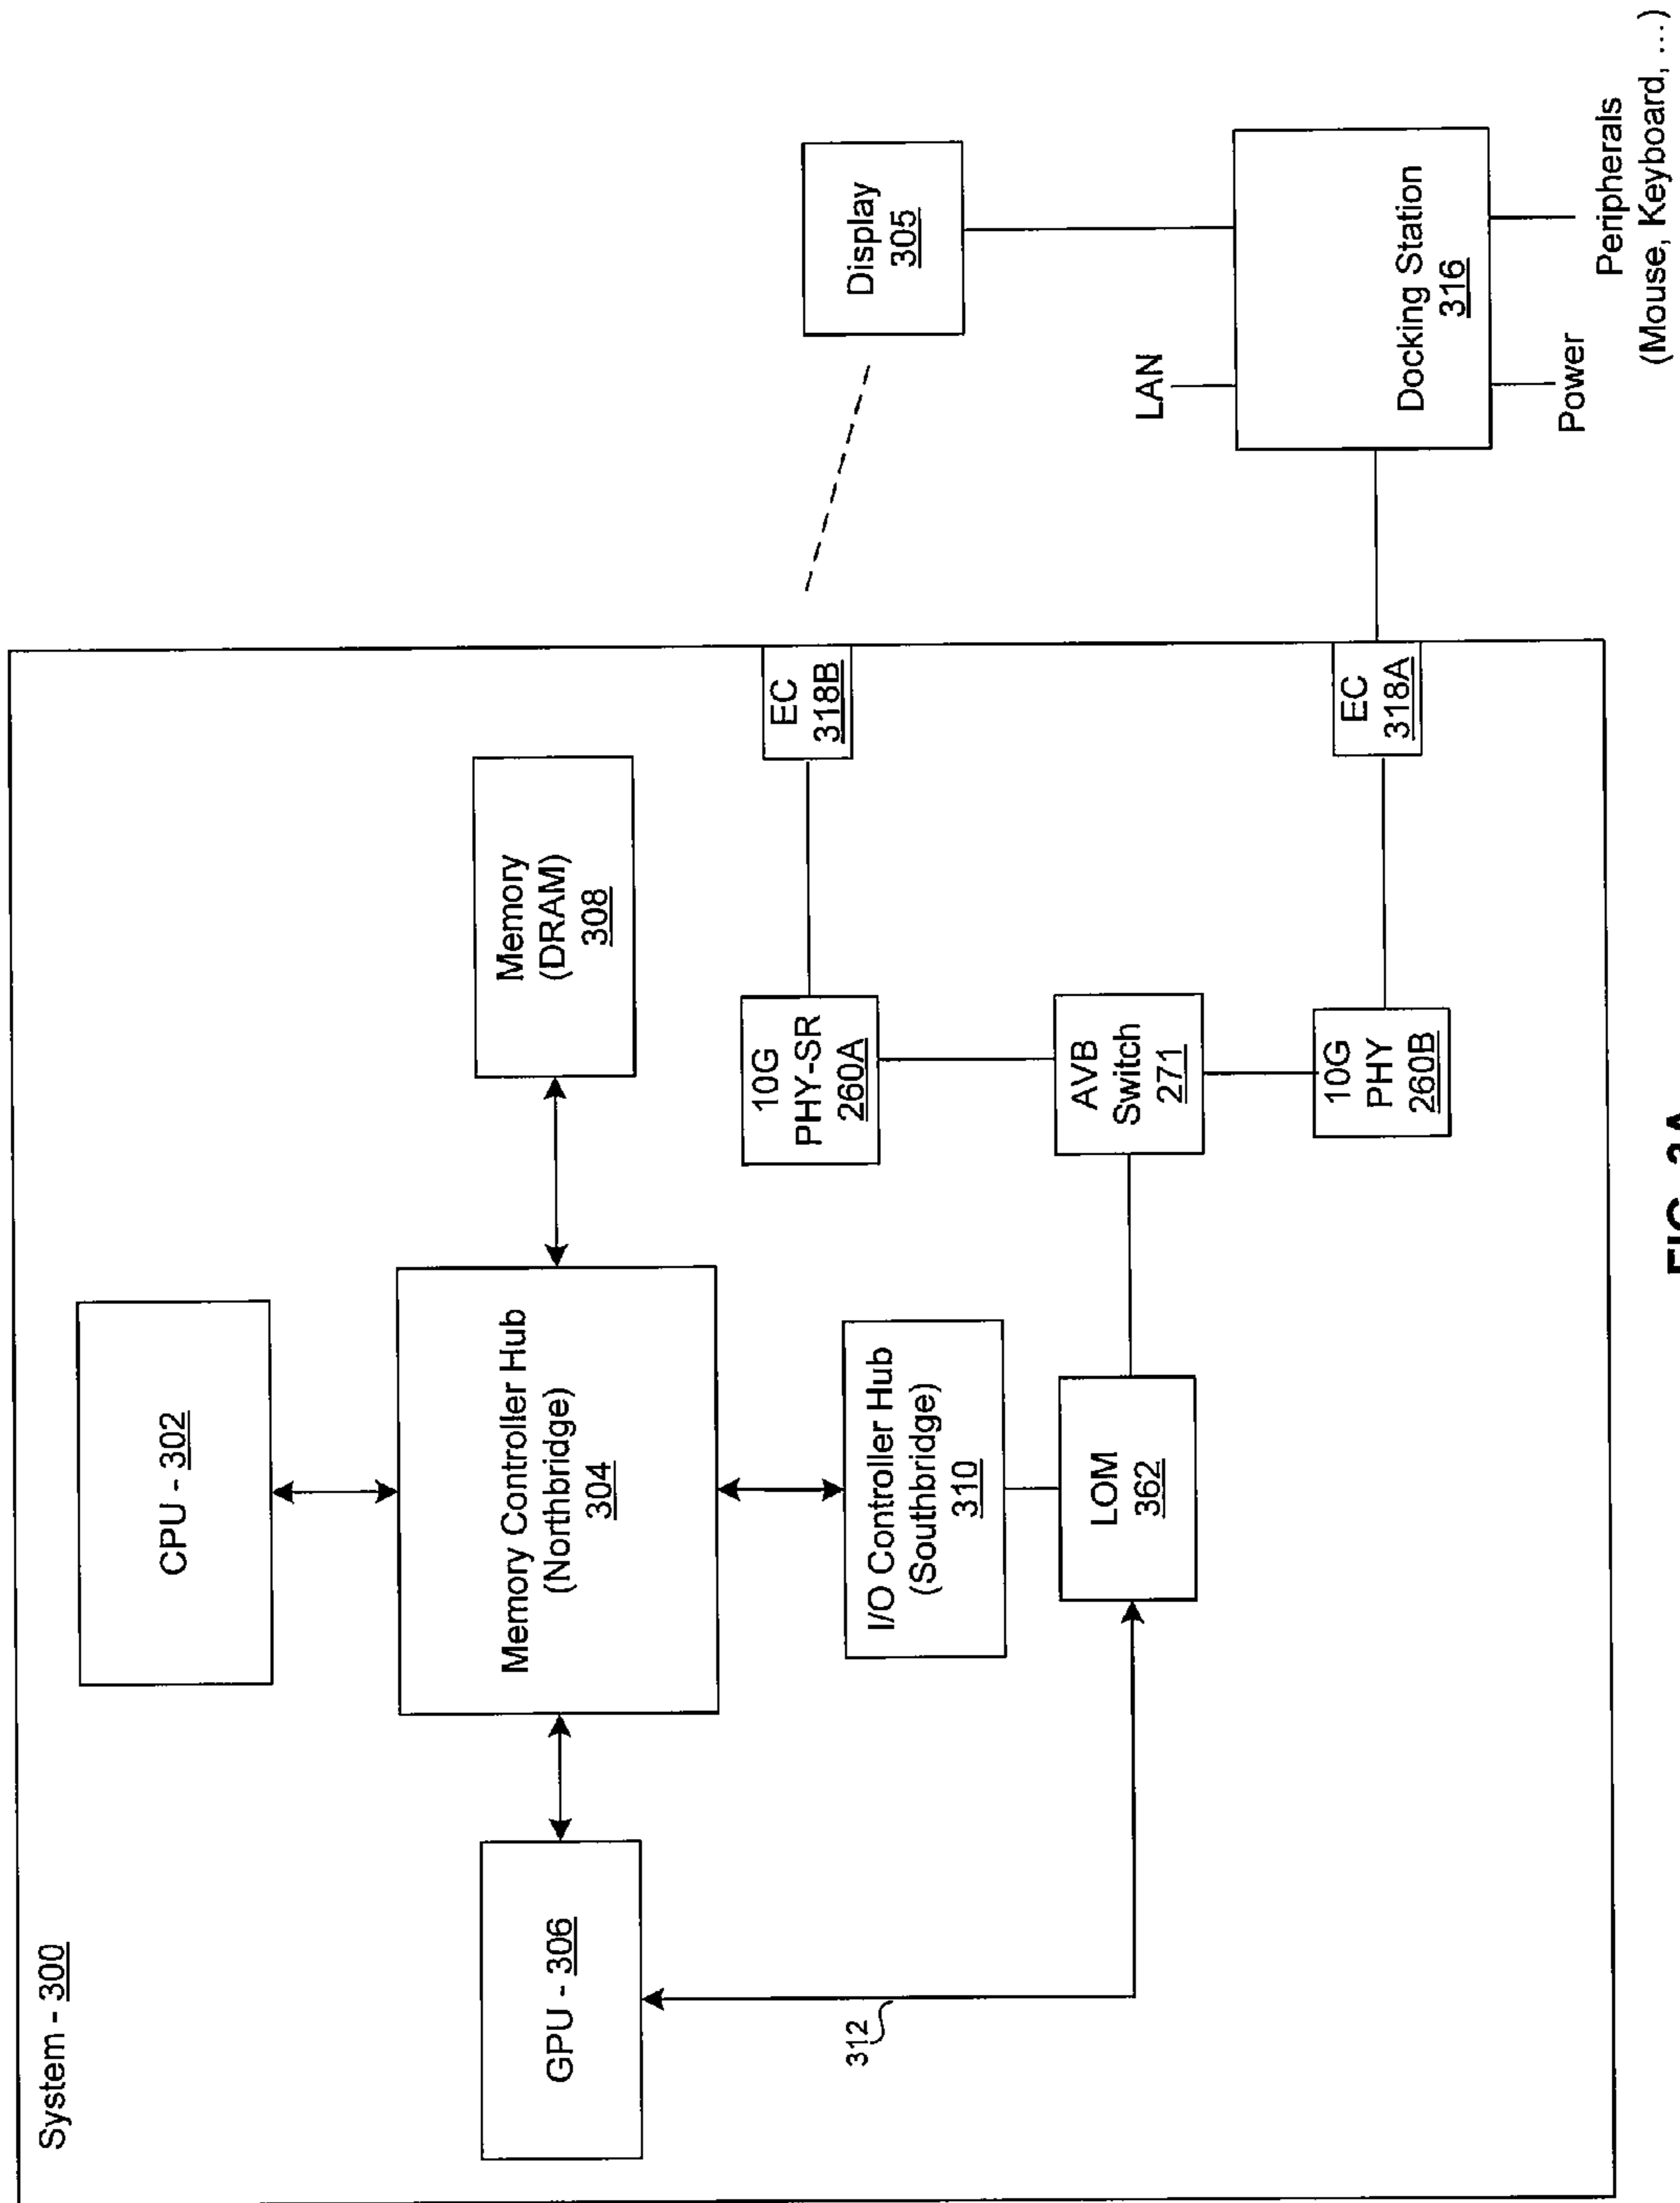 System - 300
CPU - 302
GPU - 306
Memory Controller Hub
(Northbridge)
304
Memory
(DRAM)
308
312
I/O Controller Hub
(Southbridge)
310
LOM
362
10G
PHY-SR
260A
AVB
Switch
271
10G
PHY
260B
EC
318B
EC
318A
Display
305
LAN
Docking Station
316
Power
Peripherals
(Mouse, Keyboard, ...)
FIG. 3A